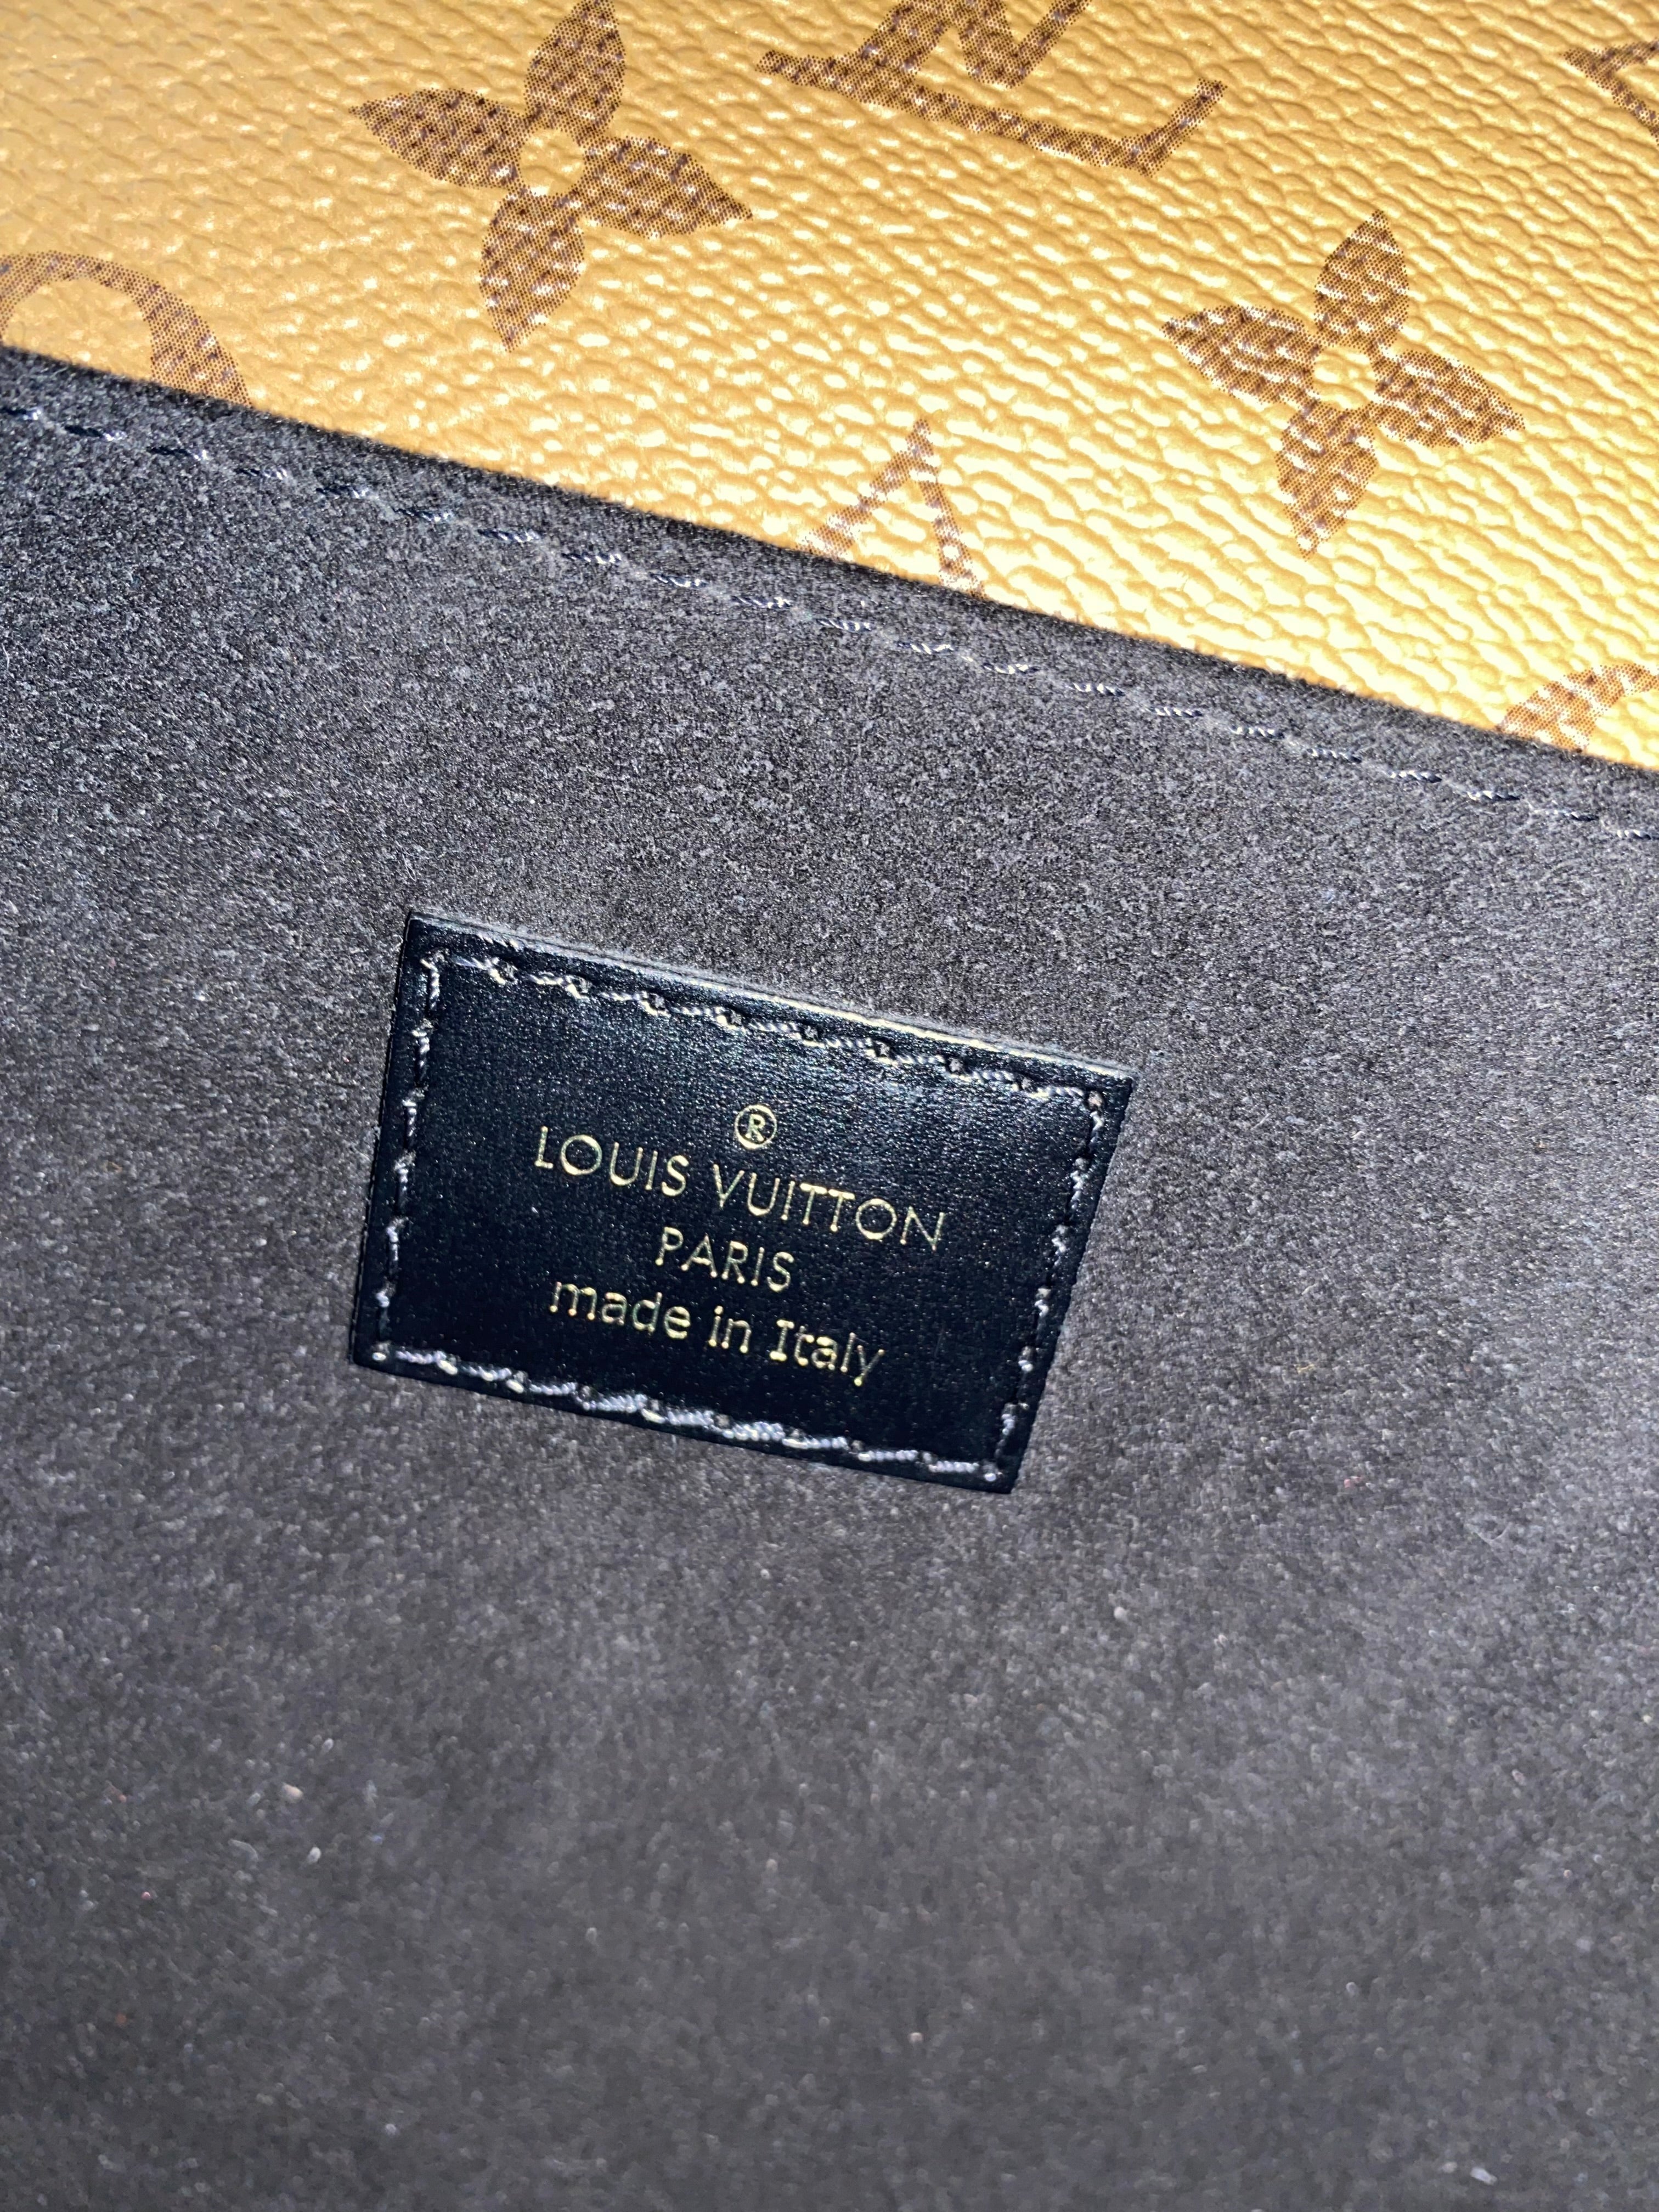 ®
LOUIS VUITTON
PARIS
made in Italy